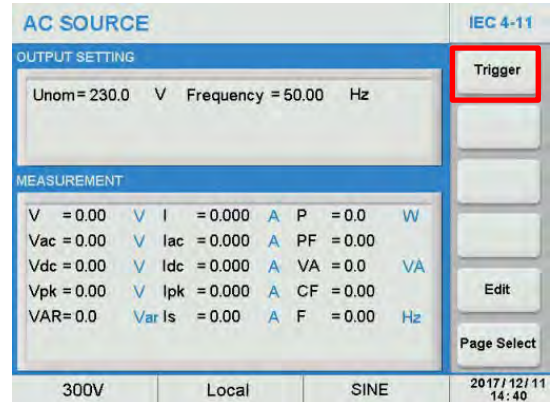 AC SOURCE
IEC 4-11
OUTPUT SETTING
Trigger
Unom = 230.0 V Frequency = 50.00 Hz
MEASUREMENT
V = 0.00 V I = 0.000 A P = 0.0 W
Vac = 0.00 V Iac = 0.000 A PF = 0.00
Vdc = 0.00 V Idc = 0.000 A VA = 0.0 VA
Vpk = 0.00 V Ipk = 0.000 A CF = 0.00
Edit
VAR= 0.0 Var Is = 0.00 A F = 0.00 Hz
Page Select
300V Local SINE 2017/12/11
14:40